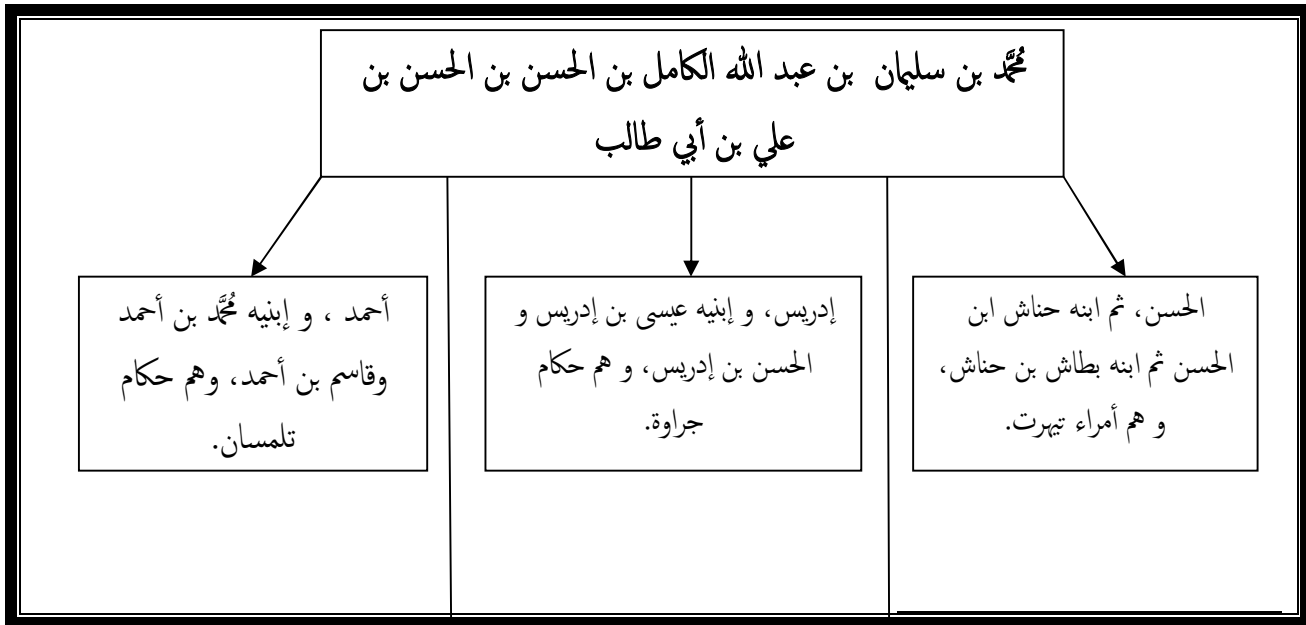 مُحَمَّد بن سليمان بن عبد الله الكامل بن الحسن بن الحسن بن
علي بن أبي طالب
الحسن، ثم ابنه حناش ابن
الحسن ثم ابنه بطاش بن حناش،
و هم أمراء تيهرت.
إدريس، و إبنيه عيسى بن إدريس و
الحسن بن إدريس، و هم حكام
جراوة.
أحمد ، و إبنيه مُحَمَّد بن أحمد
وقاسم بن أحمد، وهم حكام
تلمسان.